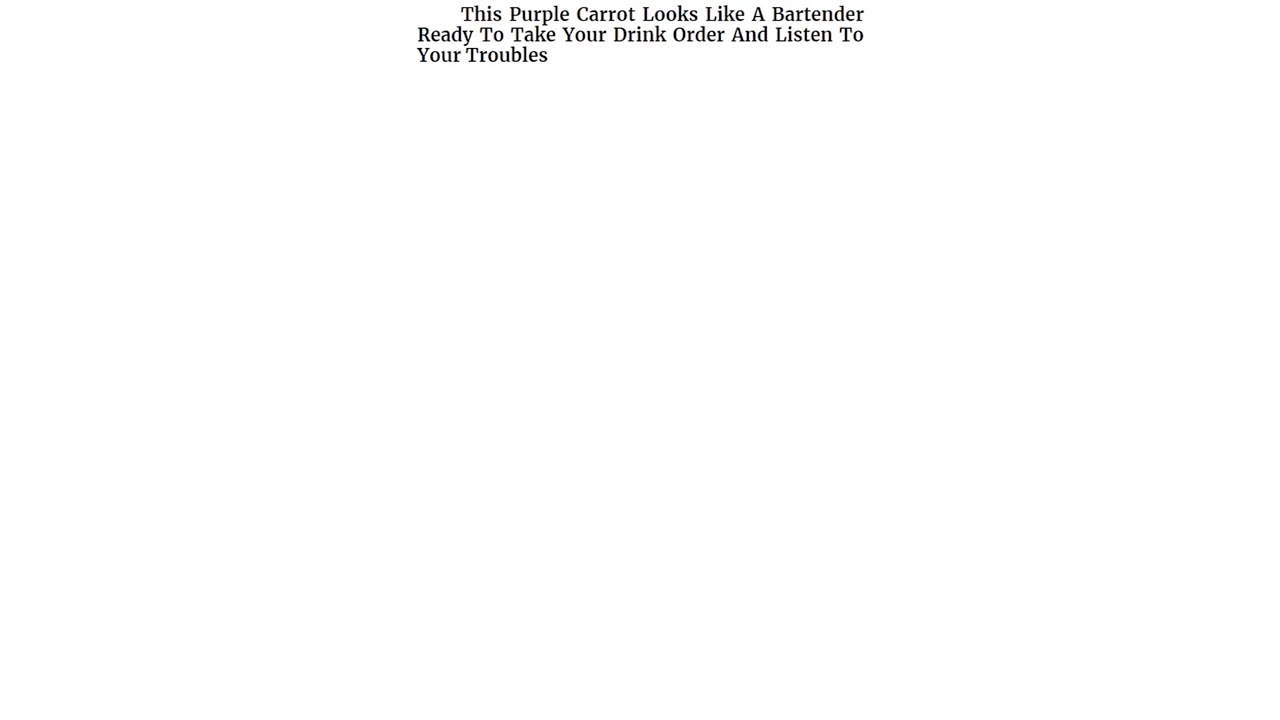 This Purple Carrot Looks Like A Bartender
Ready To Take Your Drink Order And Listen To
Your Troubles